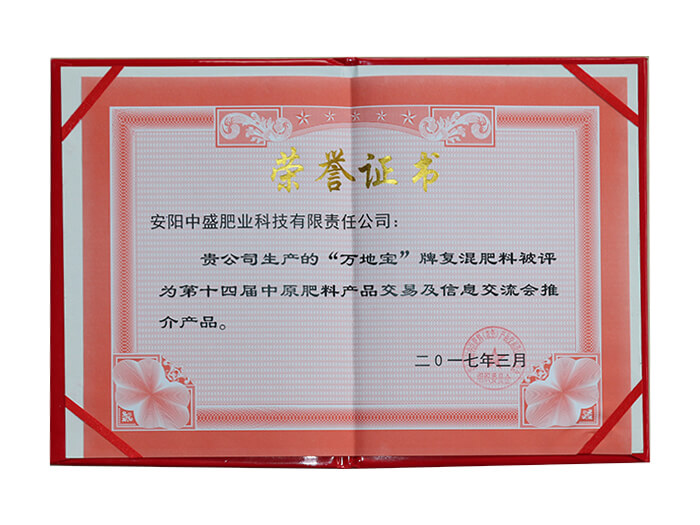 荣誉证书
安阳中盛肥业科技有限责任公司：
贵公司生产的“万地宝”牌复混肥料被评
为第十四届中原肥料产品交易及信息交流会推
介产品。
二0一七年三月